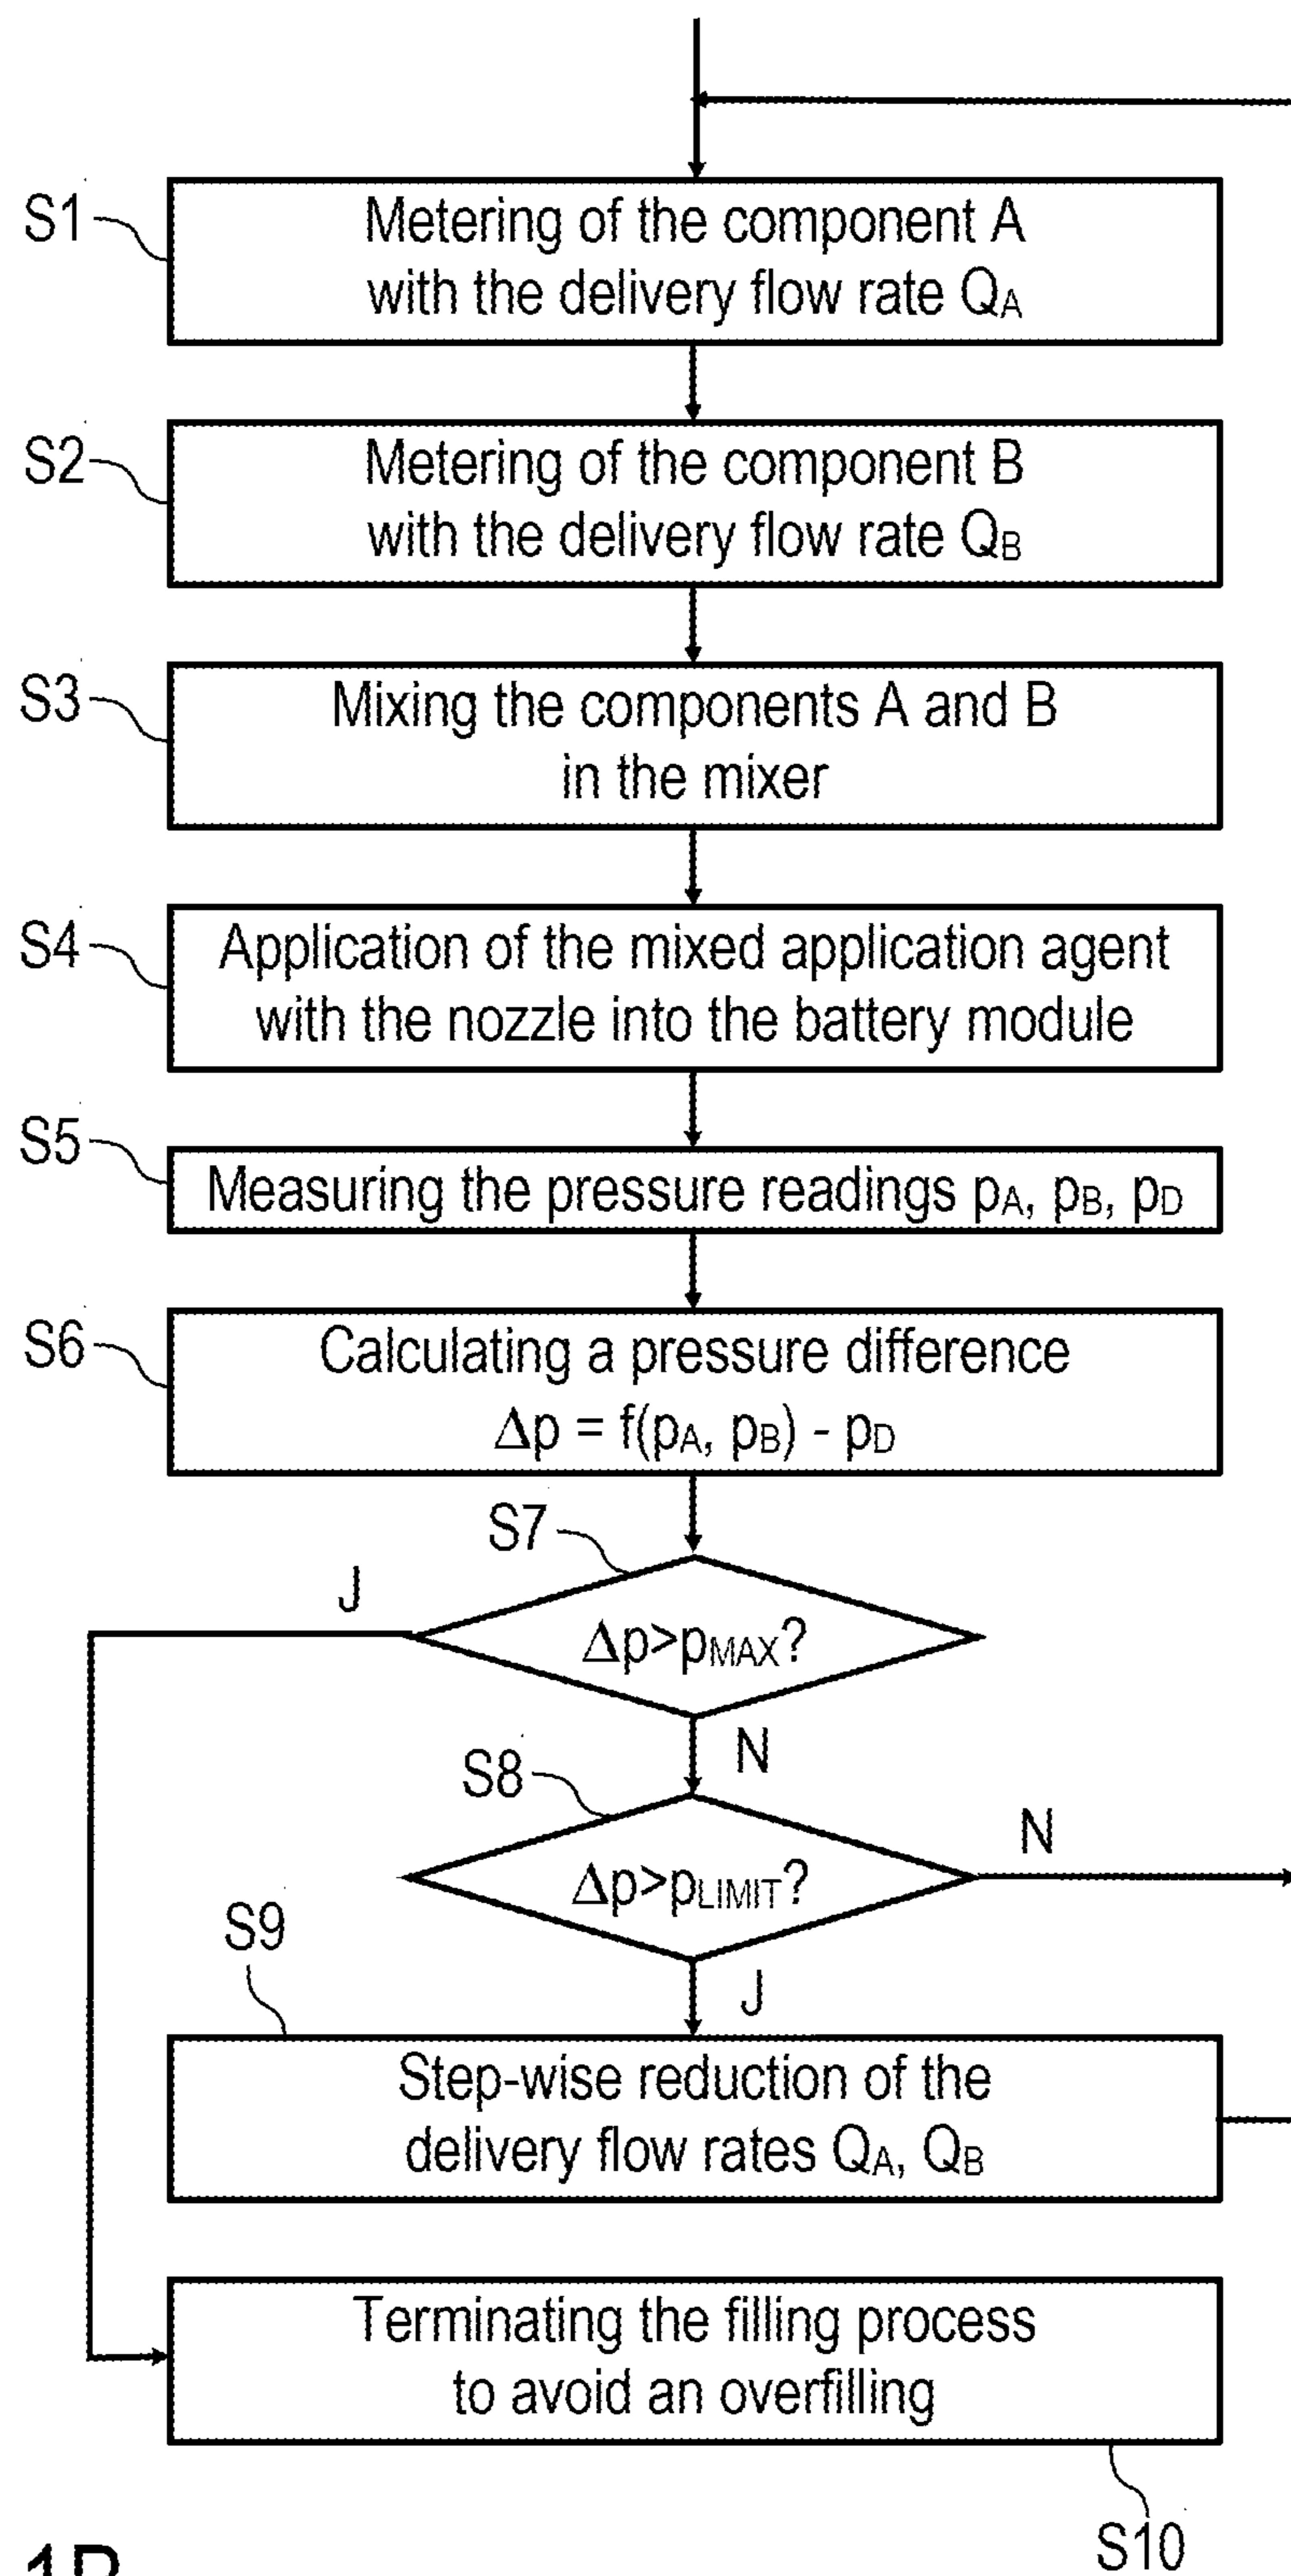 S1
Metering of the component A
with the delivery flow rate QA
S2
Metering of the component B
with the delivery flow rate QB
S3
Mixing the components A and B
in the mixer
S4
Application of the mixed application agent
with the nozzle into the battery module
S5
Measuring the pressure readings pA, pB, pD
S6
Calculating a pressure difference
Δp = f(pA, pB) - pD
S7
J
Δp>pMAX?
N
S8
N
Δp>pLIMIT?
J
S9
Step-wise reduction of the
delivery flow rates QA, QB
Terminating the filling process
to avoid an overfilling
S10